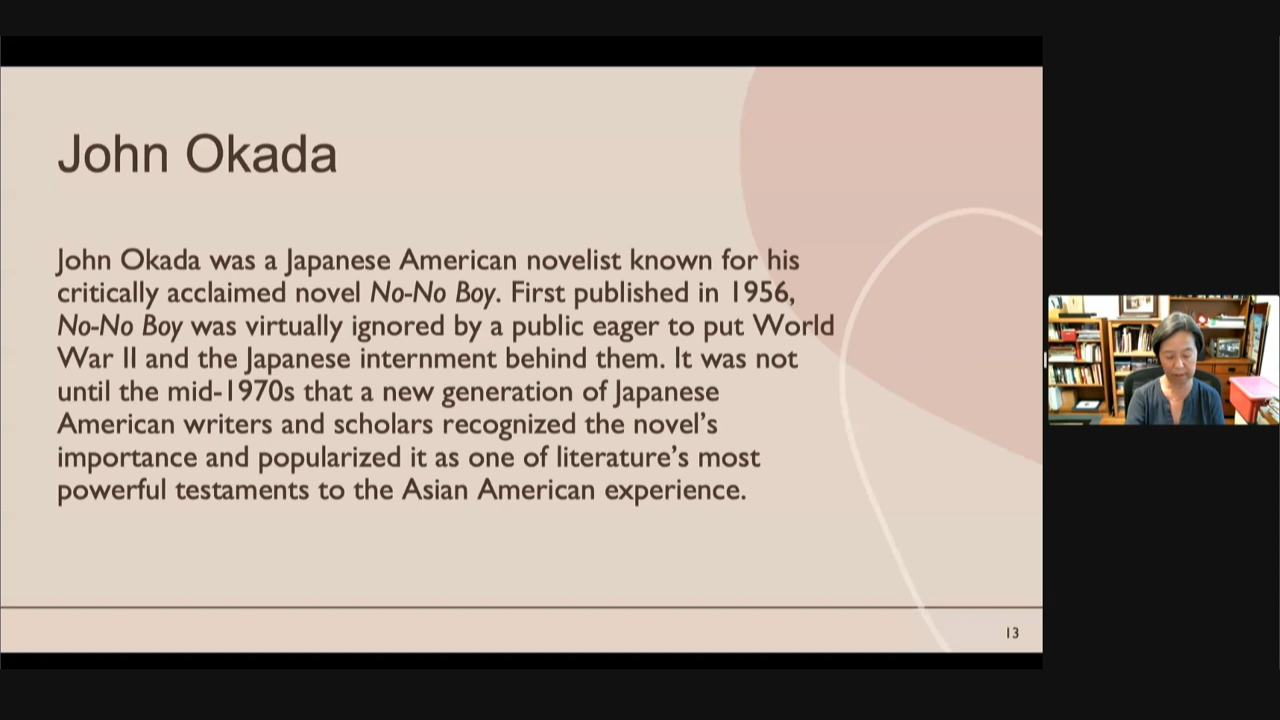 John Okada
John Okada was a Japanese American novelist known for his
critically acclaimed novel No-No Boy. First published in 1956,
No-No Boy was virtually ignored by a public eager to put World
War II and the Japanese internment behind them. It was not
until the mid-1970s that a new generation of Japanese
American writers and scholars recognized the novel’s
importance and popularized it as one of literature’s most
powerful testaments to the Asian American experience.
13